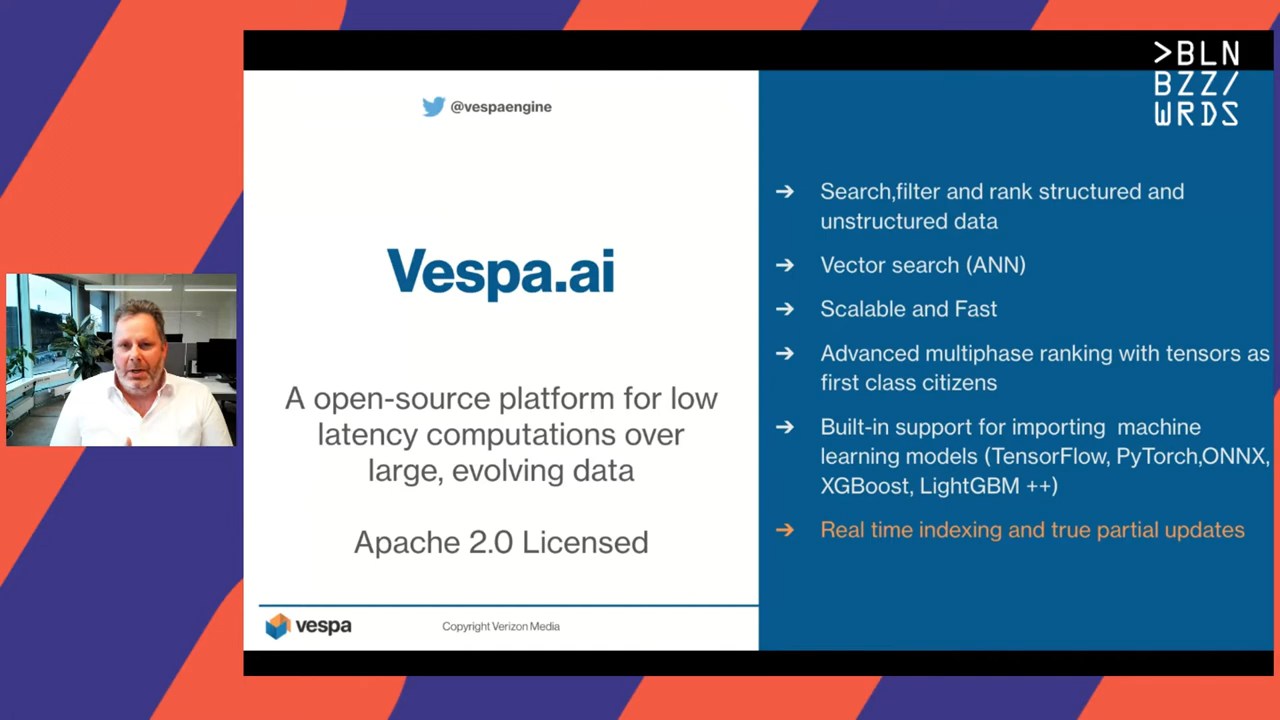 >BLN
BZZ/
WRDS
@vespaengine
Vespa.ai
A open-source platform for low
latency computations over
large, evolving data
Apache 2.0 Licensed
vespa
Copyright Verizon Media
Search,filter and rank structured and
unstructured data
Vector search (ANN)
Scalable and Fast
Advanced multiphase ranking with tensors as
first class citizens
Built-in support for importing machine
learning models (TensorFlow, PyTorch,ONNX,
XGBoost, LightGBM ++)
Real time indexing and true partial updates